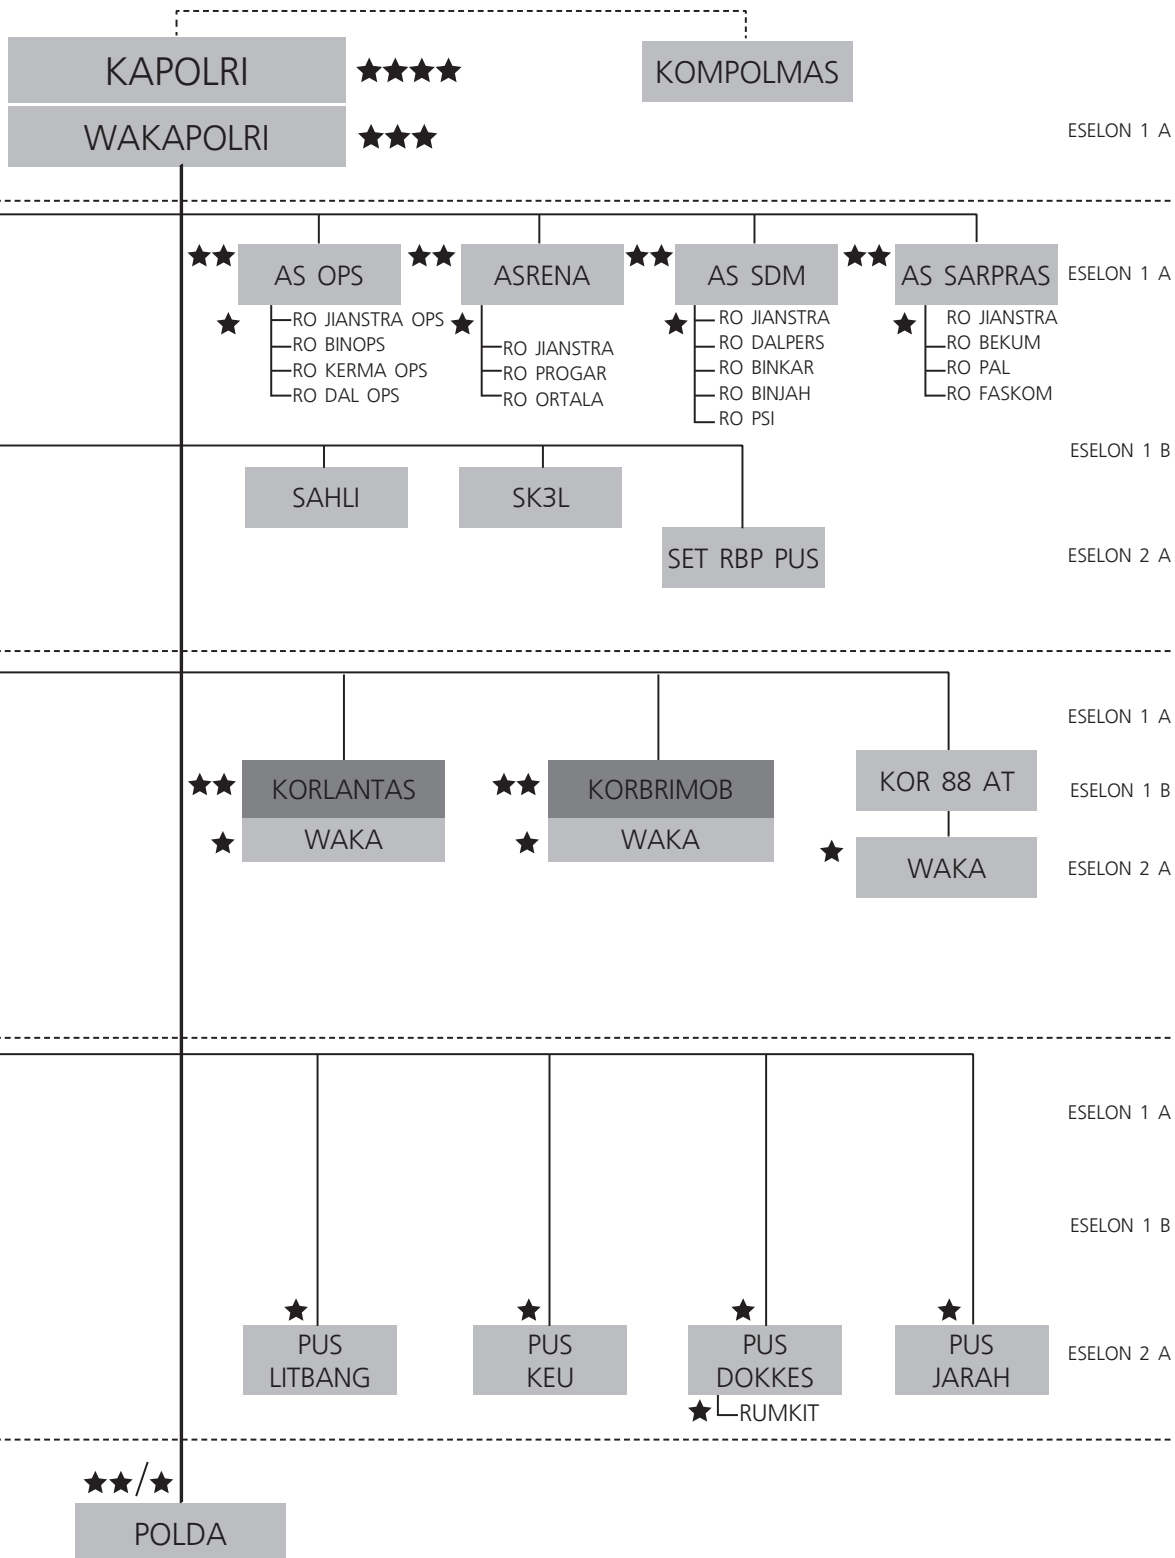 KAPOLRI
KOMPOLMAS
WAKAPOLRI
ESELON 1 A
AS OPS
ASRENA
AS SDM
AS SARPRAS
ESELON 1 A
RO JIANSTRA OPS
RO BINOPS
RO KERMA OPS
RO DAL OPS
RO JIANSTRA
RO PROGAR
RO ORTALA
RO JIANSTRA
RO DALPERS
RO BINKAR
RO BINJAH
RO PSI
RO JIANSTRA
RO BEKUM
RO PAL
RO FASKOM
ESELON 1 B
SAHLI
SK3L
SET RBP PUS
ESELON 2 A
ESELON 1 A
KORLANTAS
WAKA
KORBRIMOB
WAKA
KOR 88 AT
ESELON 1 B
WAKA
ESELON 2 A
ESELON 1 A
ESELON 1 B
PUS
LITBANG
PUS
KEU
PUS
DOKKES
RUMKIT
PUS
JARAH
ESELON 2 A
/
POLDA